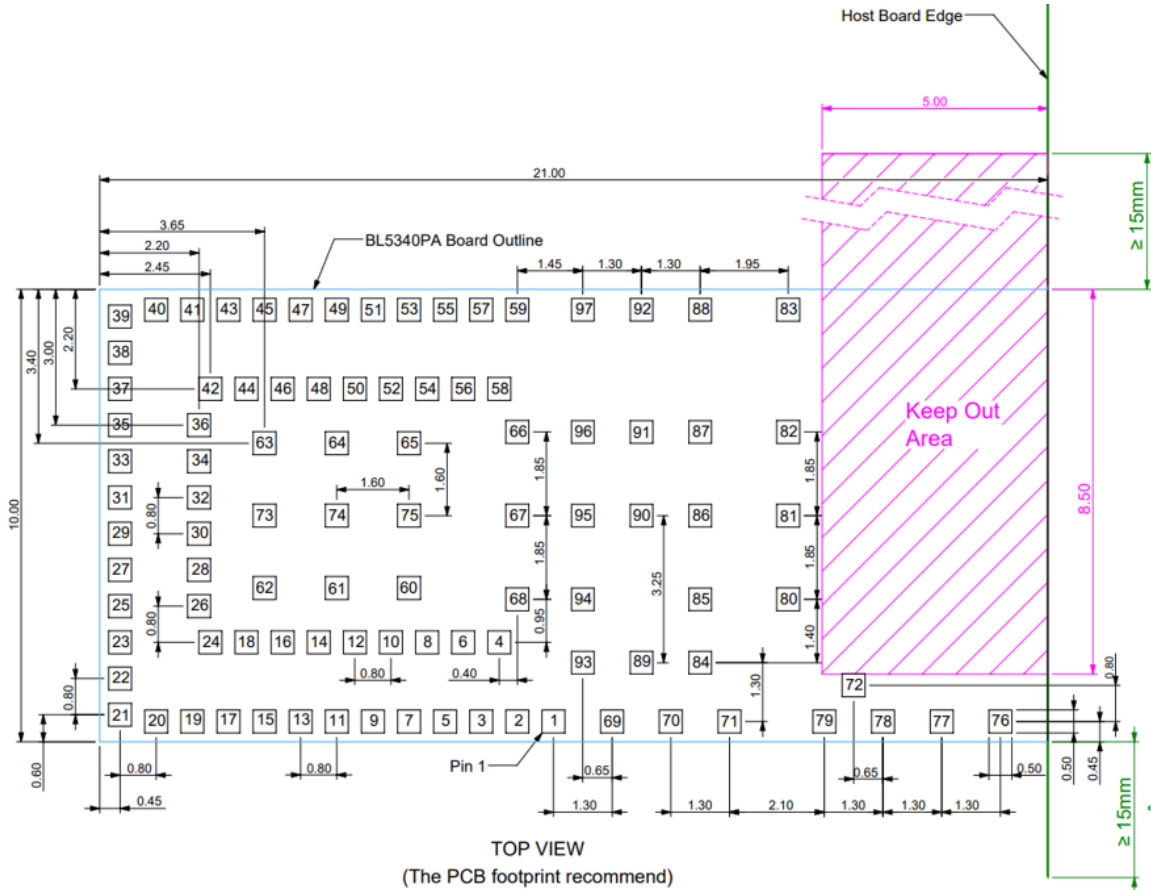 Host Board Edge
5.00
21.00
≥ 15mm
3.65
BL5340PA Board Outline
2.20
1.45 1.30 1.30 1.95
2.45
40 41 43 45 47 49 51 53 55 57 59 97 92 88 83
39
2.20
3.00
3.40
38
37 42 44 46 48 50 52 54 56 58
Keep Out
Area
35 36 66 96 91 87 82
63 64 65
33 34
1.85 1.85
1.60
1.60
31 32
0.80
10.00
8.50
73 74 75 67 95 90 86 81
29 30
1.85 1.85
3.25
27 28
62 61 60
25 26 68 94 85 80
0.80
0.95
1.40
23 24 18 16 14 12 10 8 6 4
93 89 84
0.80 0.40
22 72
0.80
1.30
0.80
21 20 19 17 15 13 11 9 7 5 3 2 1 69 70 71 79 78 77 76
0.60
Pin 1
0.80 0.80 0.65 0.65 0.50 0.50 0.45
0.45
1.30 1.30 2.10 1.30 1.30 1.30
≥ 15mm
TOP VIEW
(The PCB footprint recommend)